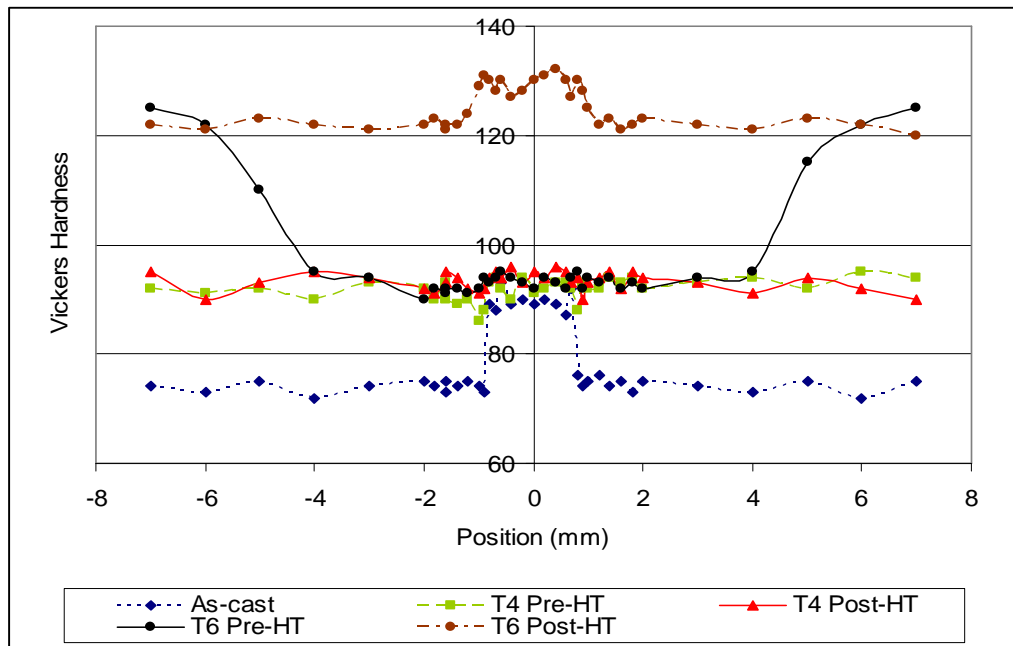 140
120
100
80
60
Vickers Hardness
-8 -6 -4 -2 0 2 4 6 8
Position (mm)
As-cast T4 Pre-HT T4 Post-HT
T6 Pre-HT T6 Post-HT